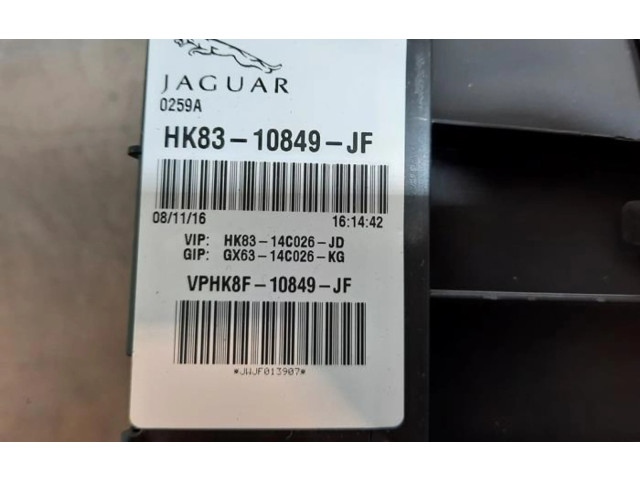 JAGUAR
0259A
HK83-10849-JF
08/11/16 16:14:42
VIP: HK83-14C026-JD
GIP: GX63-14C026-KG
VPHK8F-10849-JF
*JWJF013907*